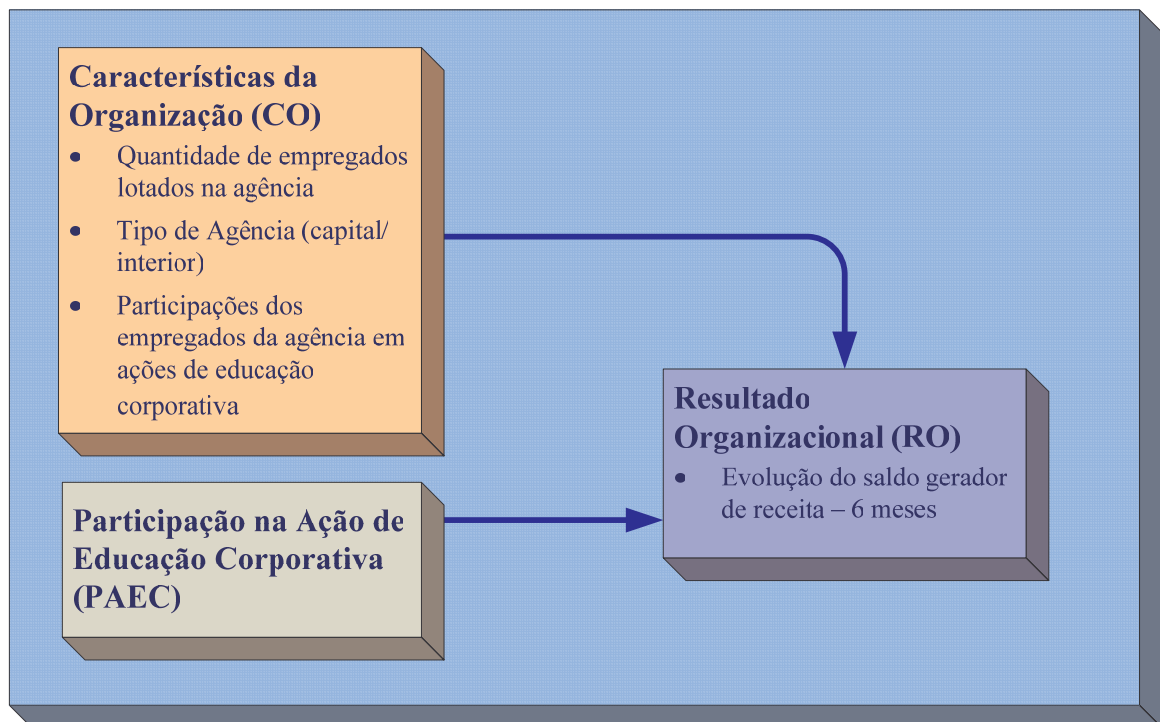 Características da
Organização (CO)
• Quantidade de empregados
lotados na agência
• Tipo de Agência (capital/
interior)
• Participações dos
empregados da agência em
ações de educação
corporativa
Resultado
Organizacional (RO)
• Evolução do saldo gerador
de receita – 6 meses
Participação na Ação de
Educação Corporativa
(PAEC)